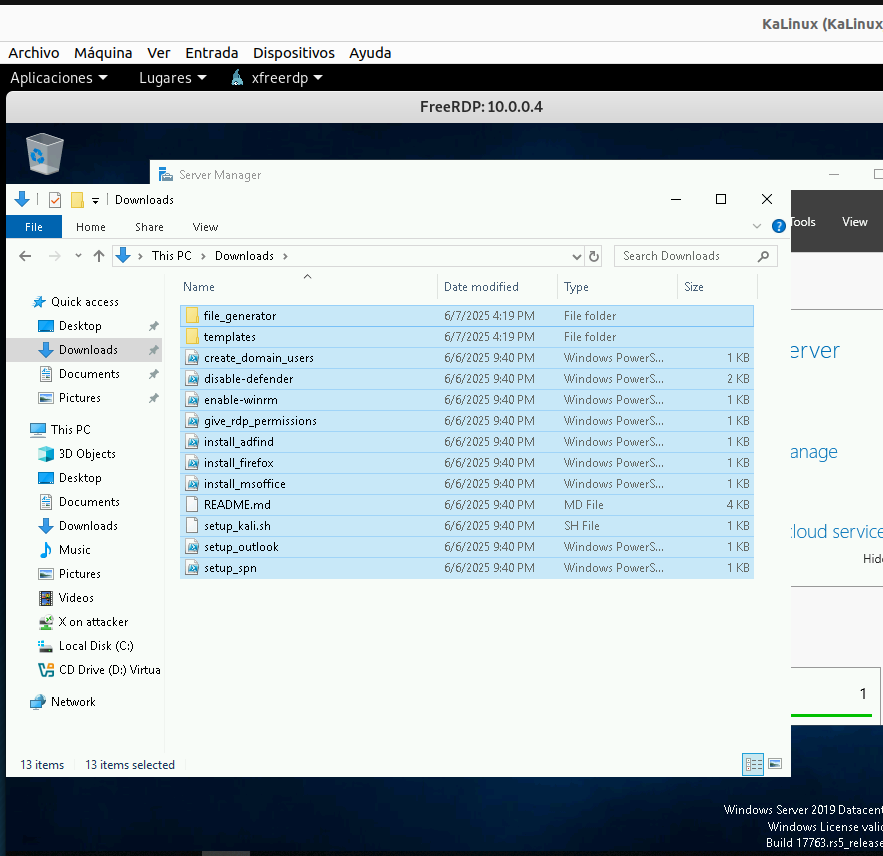 KaLinux (KaLinux
Archivo Máquina Ver Entrada Dispositivos Ayuda
Aplicaciones Lugares xfreerdp
FreeRDP: 10.0.0.4
Server Manager
Downloads
File Home Share View
Tools View
This PC Downloads
Search Downloads
Name Date modified Type Size
Quick access
Desktop
Downloads
Documents
Pictures
This PC
3D Objects
Desktop
Documents
Downloads
Music
Pictures
Videos
X on attacker
Local Disk (C:)
CD Drive (D:) Virtua
Network
file_generator 6/7/2025 4:19 PM File folder
templates 6/7/2025 4:19 PM File folder
create_domain_users 6/6/2025 9:40 PM Windows PowerS... 1 KB
disable-defender 6/6/2025 9:40 PM Windows PowerS... 2 KB
enable-winrm 6/6/2025 9:40 PM Windows PowerS... 1 KB
give_rdp_permissions 6/6/2025 9:40 PM Windows PowerS... 1 KB
install_adfind 6/6/2025 9:40 PM Windows PowerS... 1 KB
install_firefox 6/6/2025 9:40 PM Windows PowerS... 1 KB
install_msoffice 6/6/2025 9:40 PM Windows PowerS... 1 KB
README.md 6/6/2025 9:40 PM MD File 4 KB
setup_kali.sh 6/6/2025 9:40 PM SH File 1 KB
setup_outlook 6/6/2025 9:40 PM Windows PowerS... 1 KB
setup_spn 6/6/2025 9:40 PM Windows PowerS... 1 KB
erver
anage
cloud service
Hide
1
13 items 13 items selected
Windows Server 2019 Datacent
Windows License valid
Build 17763.rs5_release